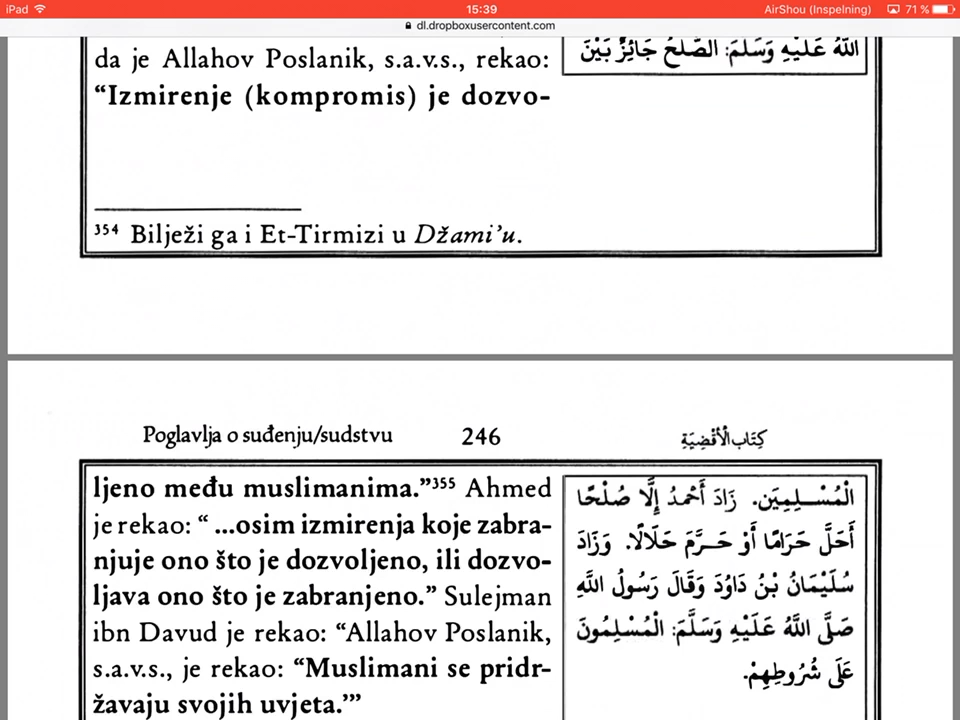 iPad 15:39 AirShou (Inspelning) 71 %
dl.dropboxusercontent.com
da je Allahov Poslanik, s.a.v.s., rekao:
“Izmirenje (kompromis) je dozvo-
اللَّهُ عَلَيْهِ وَسَلَّمَ: الصُّلْحُ جَائِزٌ بَيْنَ
354 Bilježi ga i Et-Tirmizi u Džami’u.
Poglavlja o suđenju/sudstvu 246 كِتَاب الْأَقْضِيَةِ
ljeno među muslimanima.”355 Ahmed
je rekao: “ ...osim izmirenja koje zabra-
njuje ono što je dozvoljeno, ili dozvo-
ljava ono što je zabranjeno.” Sulejman
ibn Davud je rekao: “Allahov Poslanik,
s.a.v.s., je rekao: “Muslimani se pridr-
žavaju svojih uvjeta.’”
الْمُسْلِمِينَ. زَادَ أَحْمَدُ إِلَّا صُلْحًا
أَحَلَّ حَرَامًا أَوْ حَرَّمَ حَلَالًا. وَزَادَ
سُلَيْمَانُ بْنُ دَاوُدَ وَقَالَ رَسُولُ اللَّهِ
صَلَّى اللَّهُ عَلَيْهِ وَسَلَّمَ: الْمُسْلِمُونَ
عَلَى شُرُوطِهِمْ.